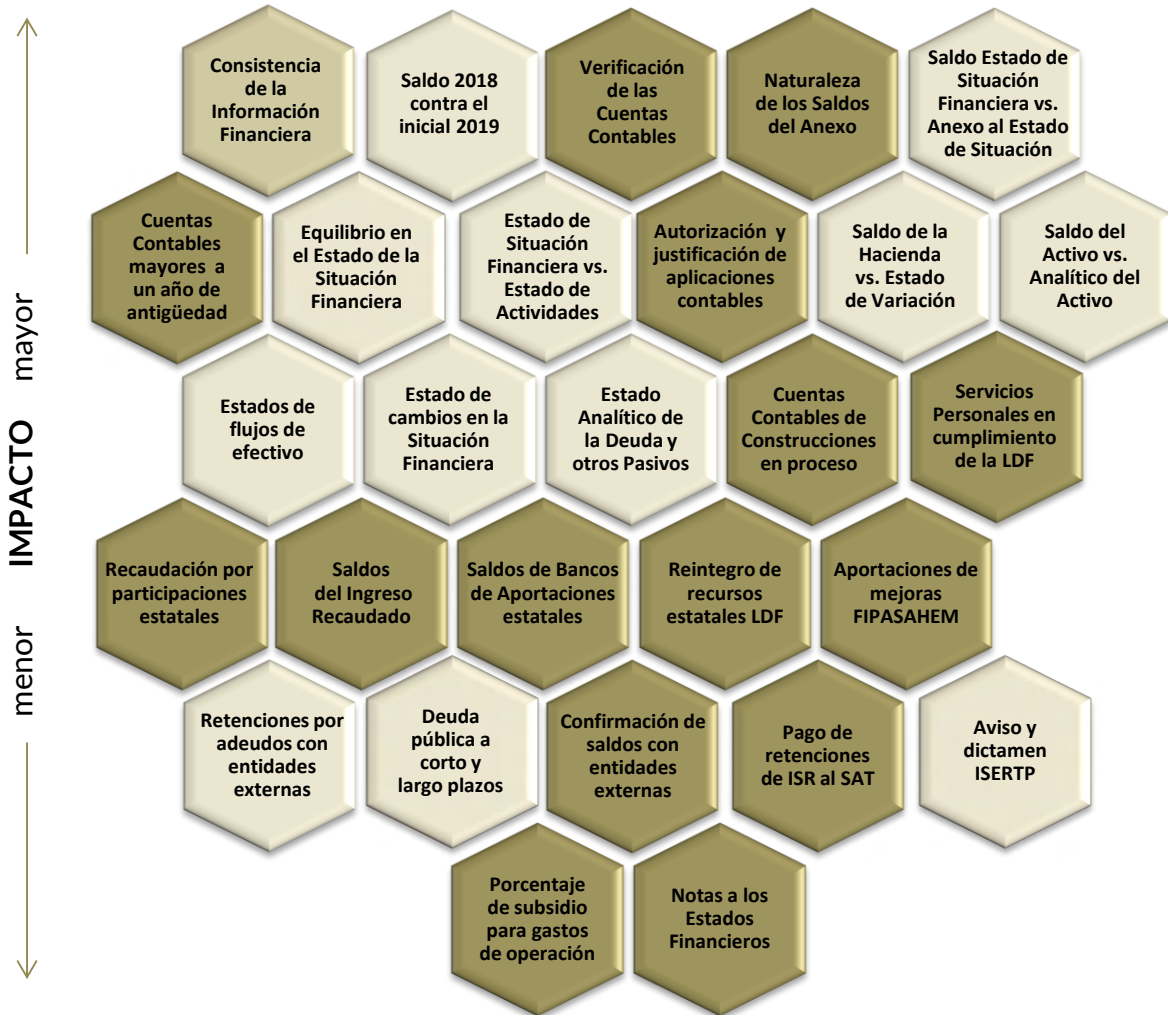 IMPACTO
mayor
menor
Consistencia
de la
Información
Financiera
Saldo 2018
contra el
inicial 2019
Verificación
de las
Cuentas
Contables
Naturaleza
de los Saldos
del Anexo
Saldo Estado de
Situación
Financiera vs.
Anexo al Estado
de Situación
Cuentas
Contables
mayores a
un año de
antigüedad
Equilibrio en
el Estado de la
Situación
Financiera
Estado de
Situación
Financiera vs.
Estado de
Actividades
Autorización y
justificación de
aplicaciones
contables
Saldo de la
Hacienda
vs. Estado
de Variación
Saldo del
Activo vs.
Analítico del
Activo
Estados de
flujos de
efectivo
Estado de
cambios en la
Situación
Financiera
Estado
Analítico de
la Deuda y
otros Pasivos
Cuentas
Contables de
Construcciones
en proceso
Servicios
Personales en
cumplimiento
de la LDF
Recaudación por
participaciones
estatales
Saldos
del Ingreso
Recaudado
Saldos de Bancos
de Aportaciones
estatales
Reintegro de
recursos
estatales LDF
Aportaciones de
mejoras
FIPASAHEM
Retenciones por
adeudos con
entidades
externas
Deuda
pública a
corto y
largo plazos
Confirmación de
saldos con
entidades
externas
Pago de
retenciones
de ISR al SAT
Aviso y
dictamen
ISERTP
Porcentaje
de subsidio
para gastos
de operación
Notas a los
Estados
Financieros